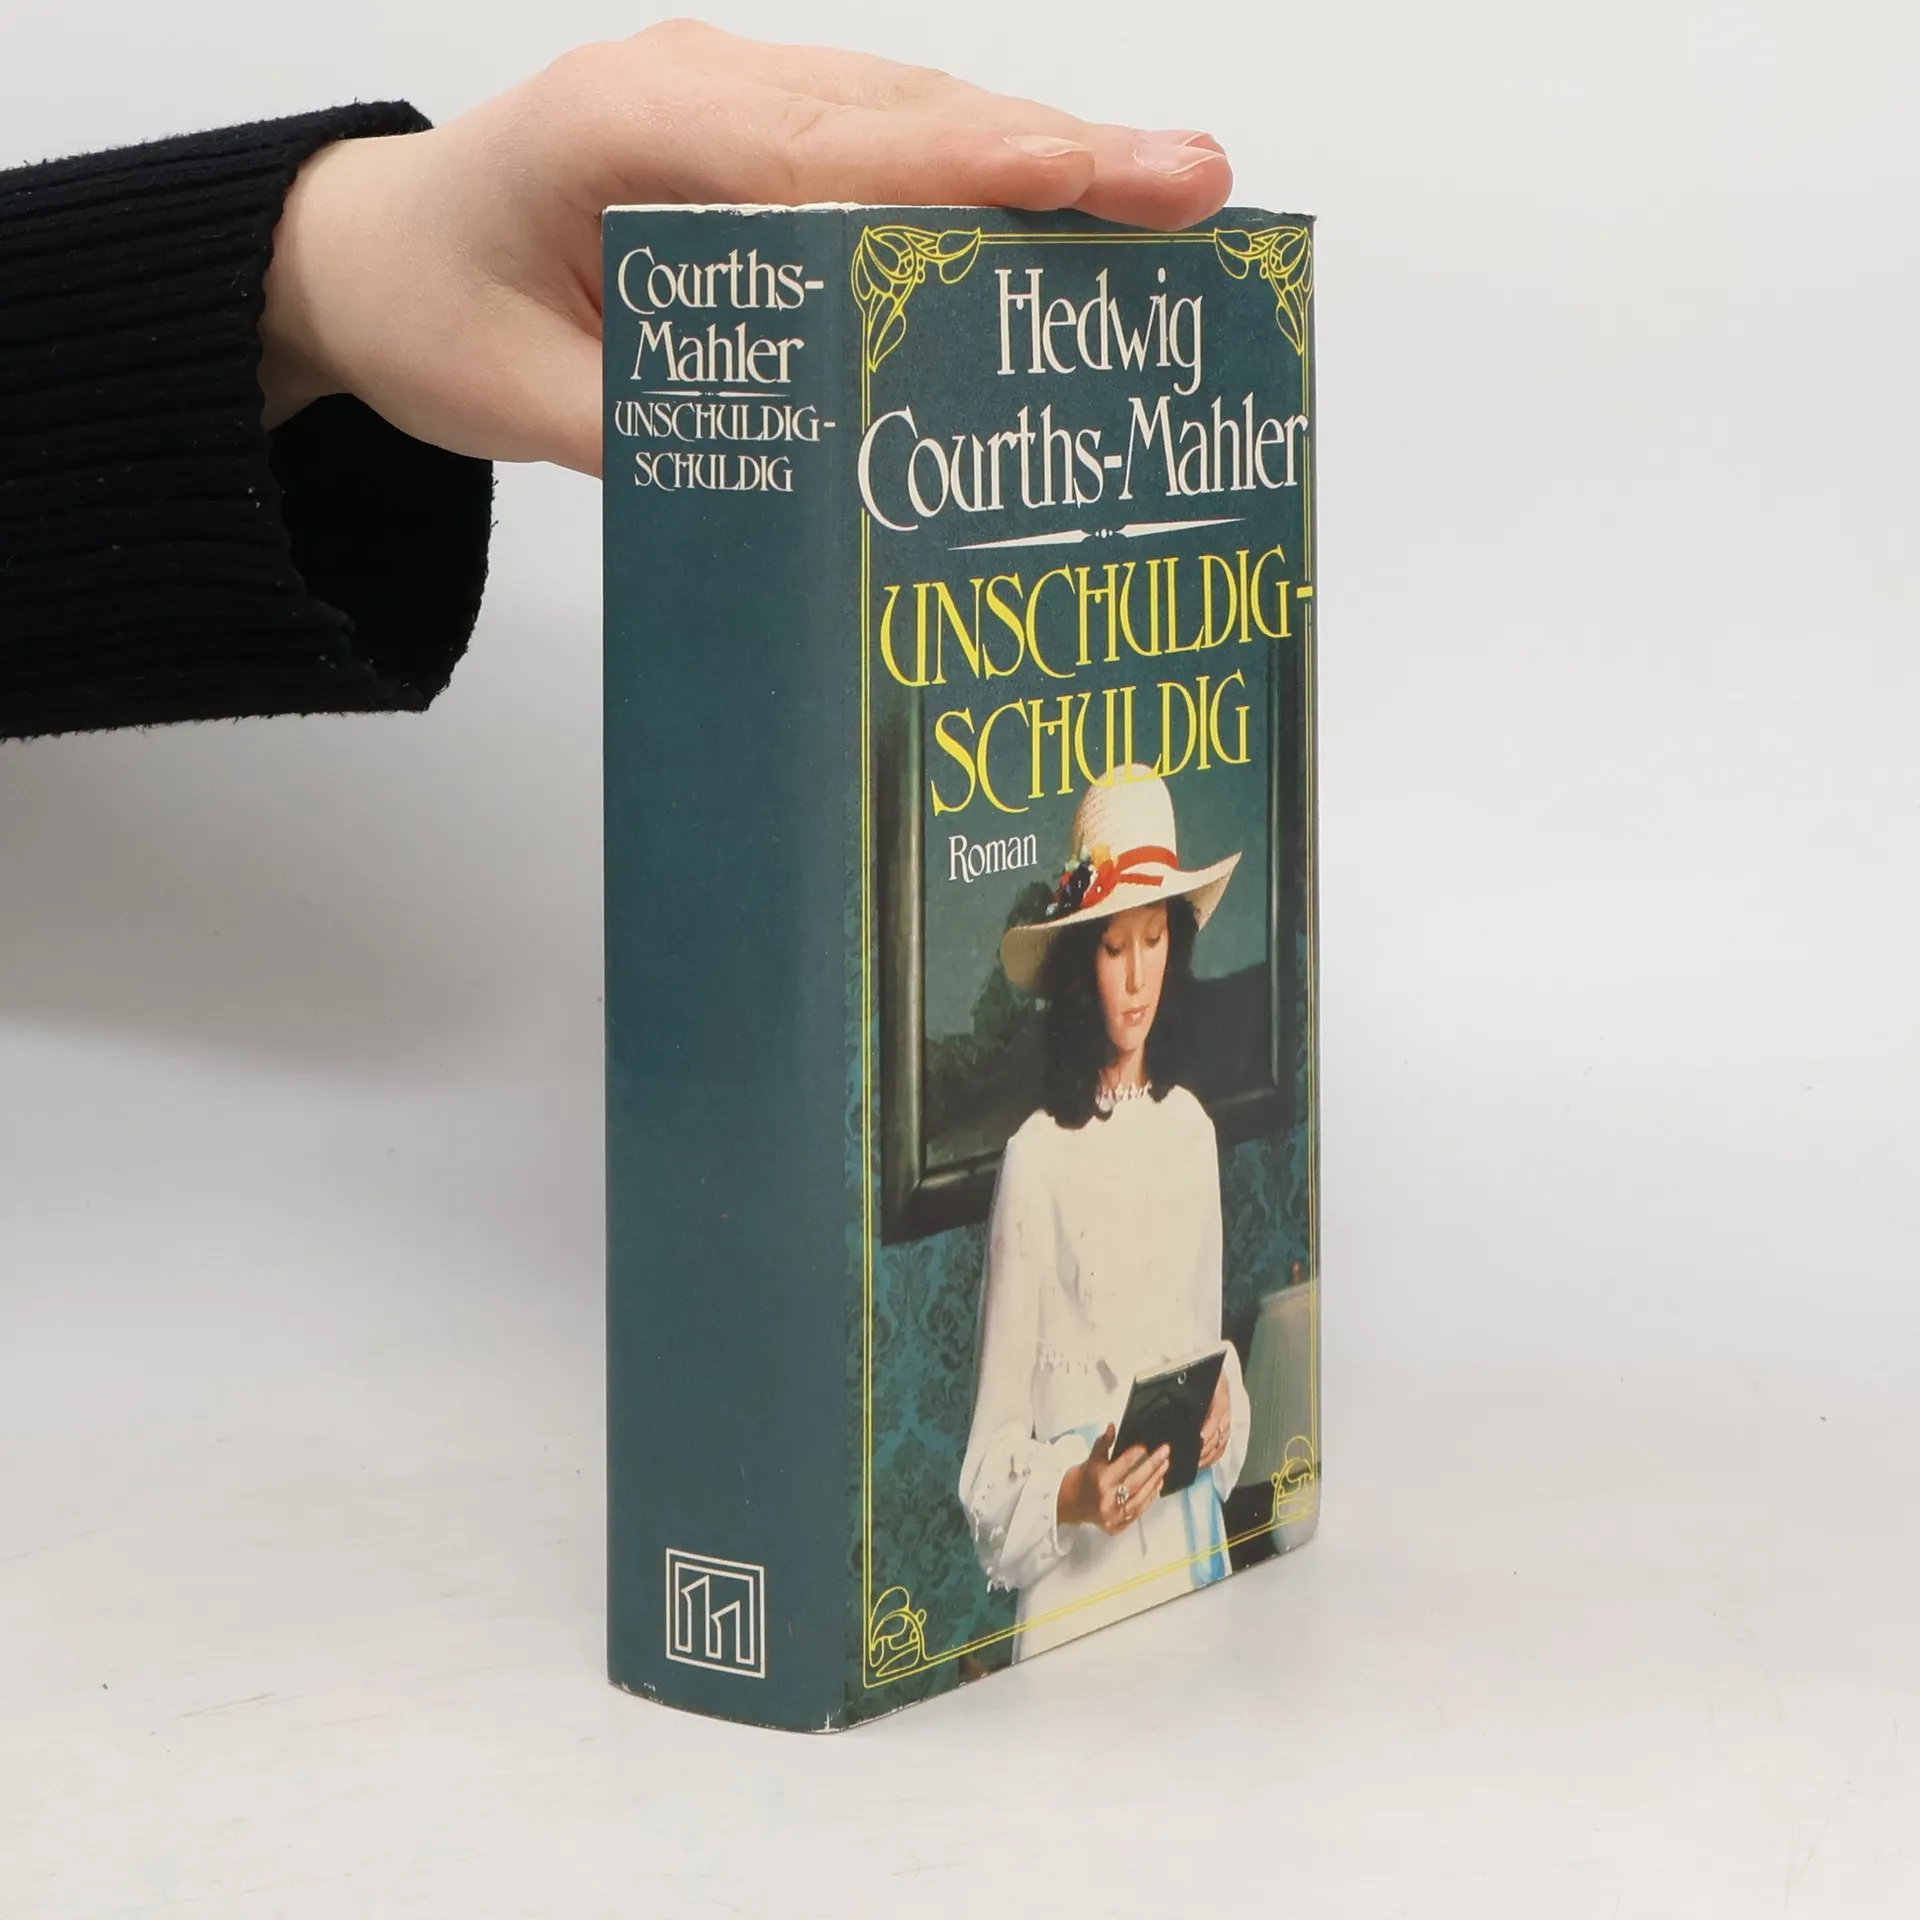 Courths-
Mahler
UNSCHULDIG-
SCHULDIG
Hedwig
Courths-Mahler
UNSCHULDIG-
SCHULDIG
Roman